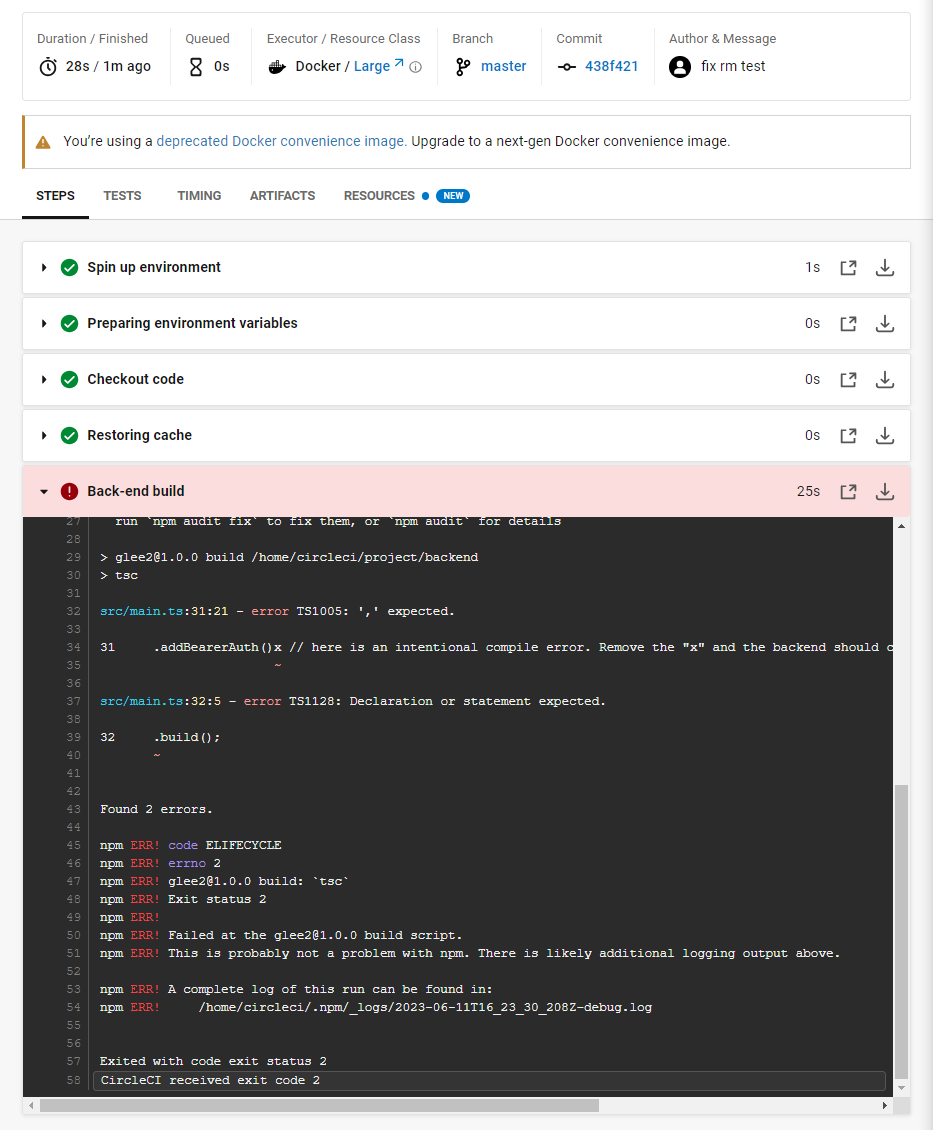 Duration / Finished
Queued
Executor / Resource Class
Branch
Commit
Author & Message
28s / 1m ago
0s
Docker / Large
master
438f421
fix rm test
You're using a deprecated Docker convenience image. Upgrade to a next-gen Docker convenience image.
STEPS
TESTS
TIMING
ARTIFACTS
RESOURCES
NEW
Spin up environment 1s
Preparing environment variables 0s
Checkout code 0s
Restoring cache 0s
Back-end build 25s
27 run `npm audit fix` to fix them, or `npm audit` for details
28
29 > glee2@1.0.0 build /home/circleci/project/backend
30 > tsc
31
32 src/main.ts:31:21 - error TS1005: ',' expected.
33
34 31     .addBearerAuth()x // here is an intentional compile error. Remove the "x" and the backend should c
35 ~
36
37 src/main.ts:32:5 - error TS1128: Declaration or statement expected.
38
39 32     .build();
40 ~
41
42
43 Found 2 errors.
44
45 npm ERR! code ELIFECYCLE
46 npm ERR! errno 2
47 npm ERR! glee2@1.0.0 build: `tsc`
48 npm ERR! Exit status 2
49 npm ERR!
50 npm ERR! Failed at the glee2@1.0.0 build script.
51 npm ERR! This is probably not a problem with npm. There is likely additional logging output above.
52
53 npm ERR! A complete log of this run can be found in:
54 npm ERR!     /home/circleci/.npm/_logs/2023-06-11T16_23_30_208Z-debug.log
55
56
57 Exited with code exit status 2
58 CircleCI received exit code 2